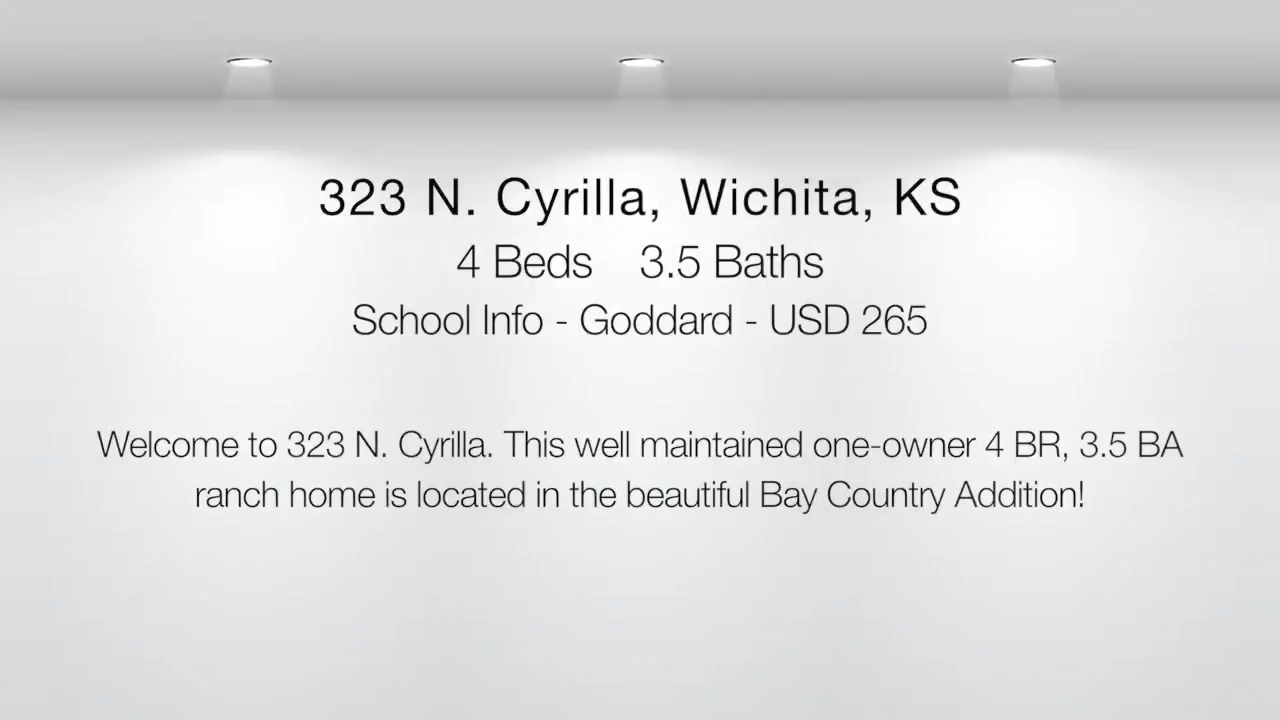 323 N. Cyrilla, Wichita, KS
4 Beds 3.5 Baths
School Info - Goddard - USD 265
Welcome to 323 N. Cyrilla. This well maintained one-owner 4 BR, 3.5 BA
ranch home is located in the beautiful Bay Country Addition!